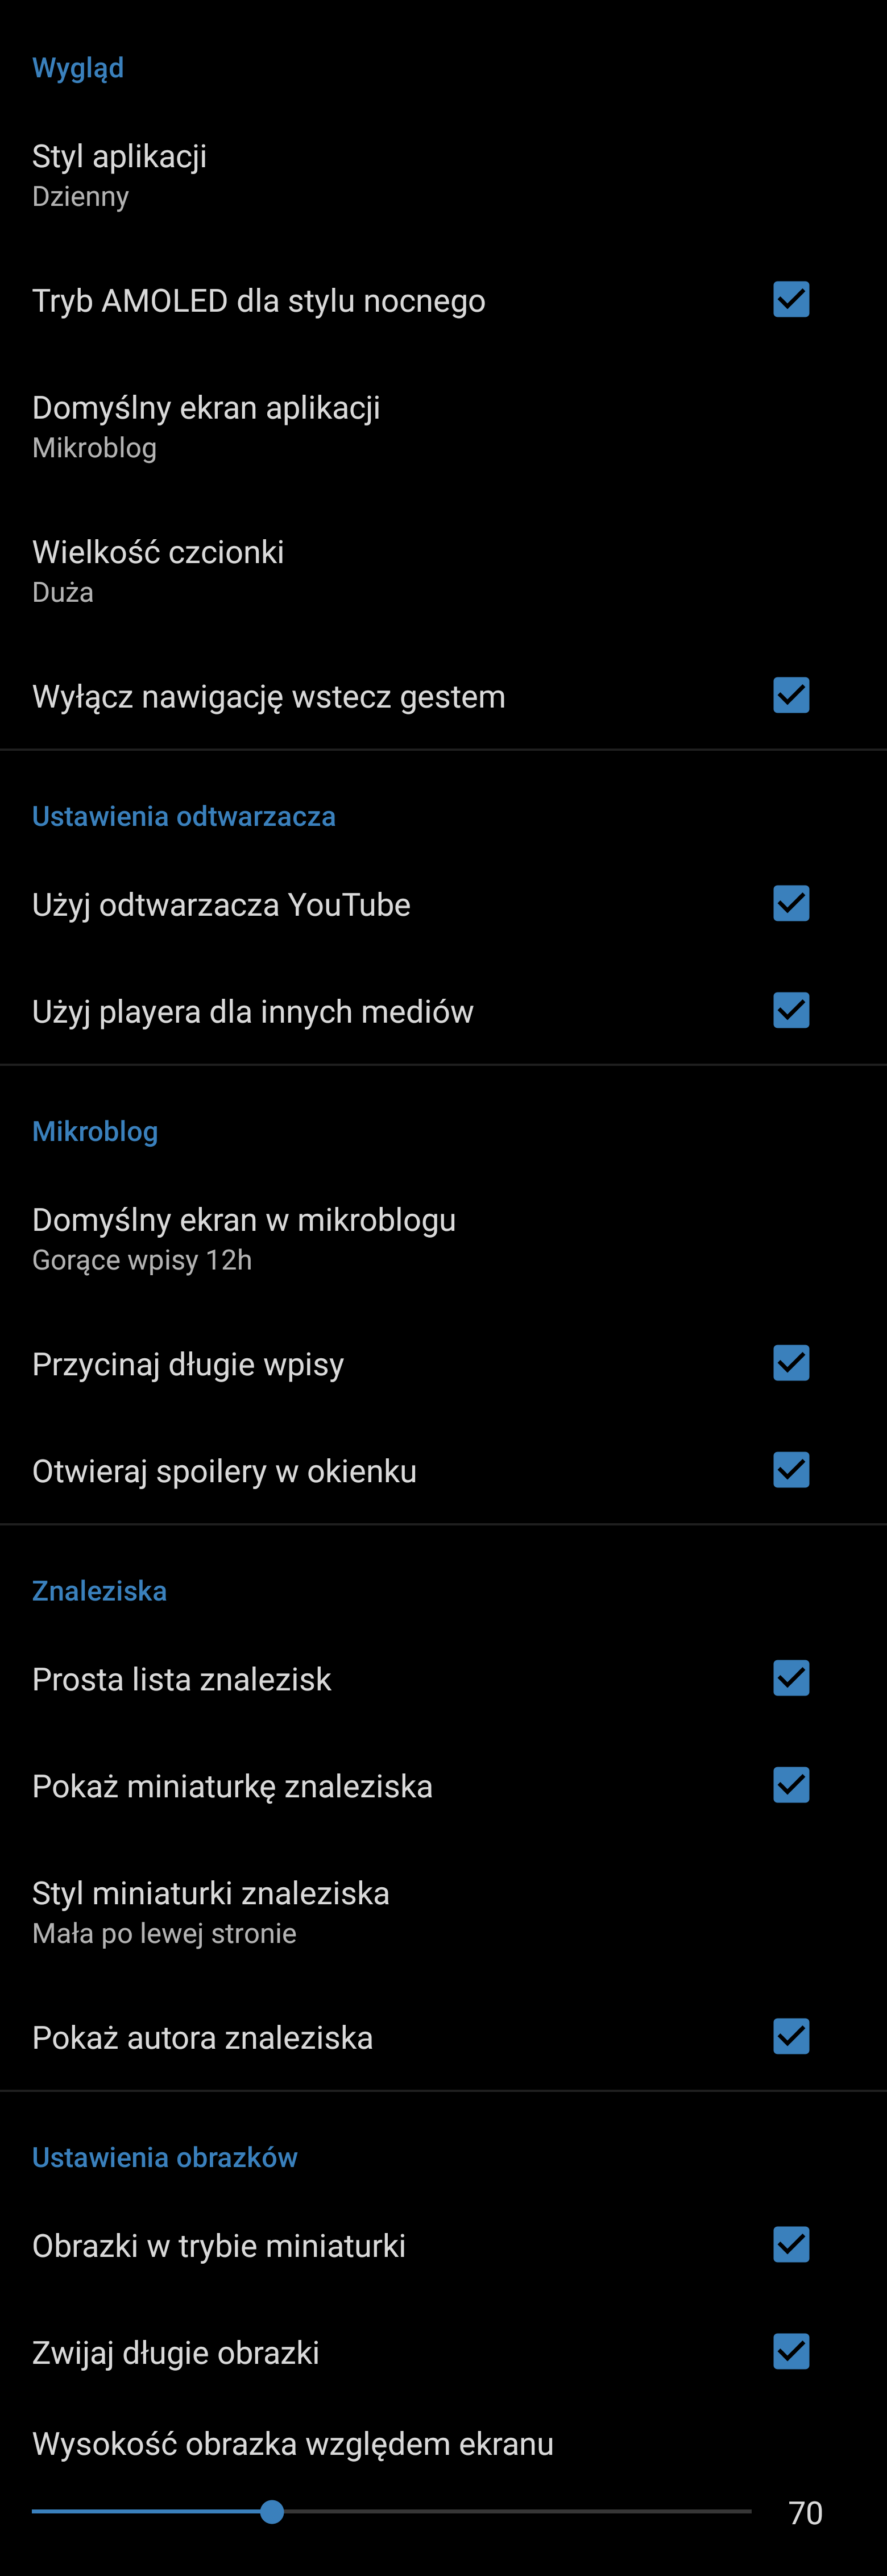 Wygląd
Styl aplikacji
Dzienny
Tryb AMOLED dla stylu nocnego
Domyślny ekran aplikacji
Mikroblog
Wielkość czcionki
Duża
Wyłącz nawigację wstecz gestem
Ustawienia odtwarzacza
Użyj odtwarzacza YouTube
Użyj playera dla innych mediów
Mikroblog
Domyślny ekran w mikroblogu
Gorące wpisy 12h
Przycinaj długie wpisy
Otwieraj spoilery w okienku
Znaleziska
Prosta lista znalezisk
Pokaż miniaturkę znaleziska
Styl miniaturki znaleziska
Mała po lewej stronie
Pokaż autora znaleziska
Ustawienia obrazków
Obrazki w trybie miniaturki
Zwijaj długie obrazki
Wysokość obrazka względem ekranu
70